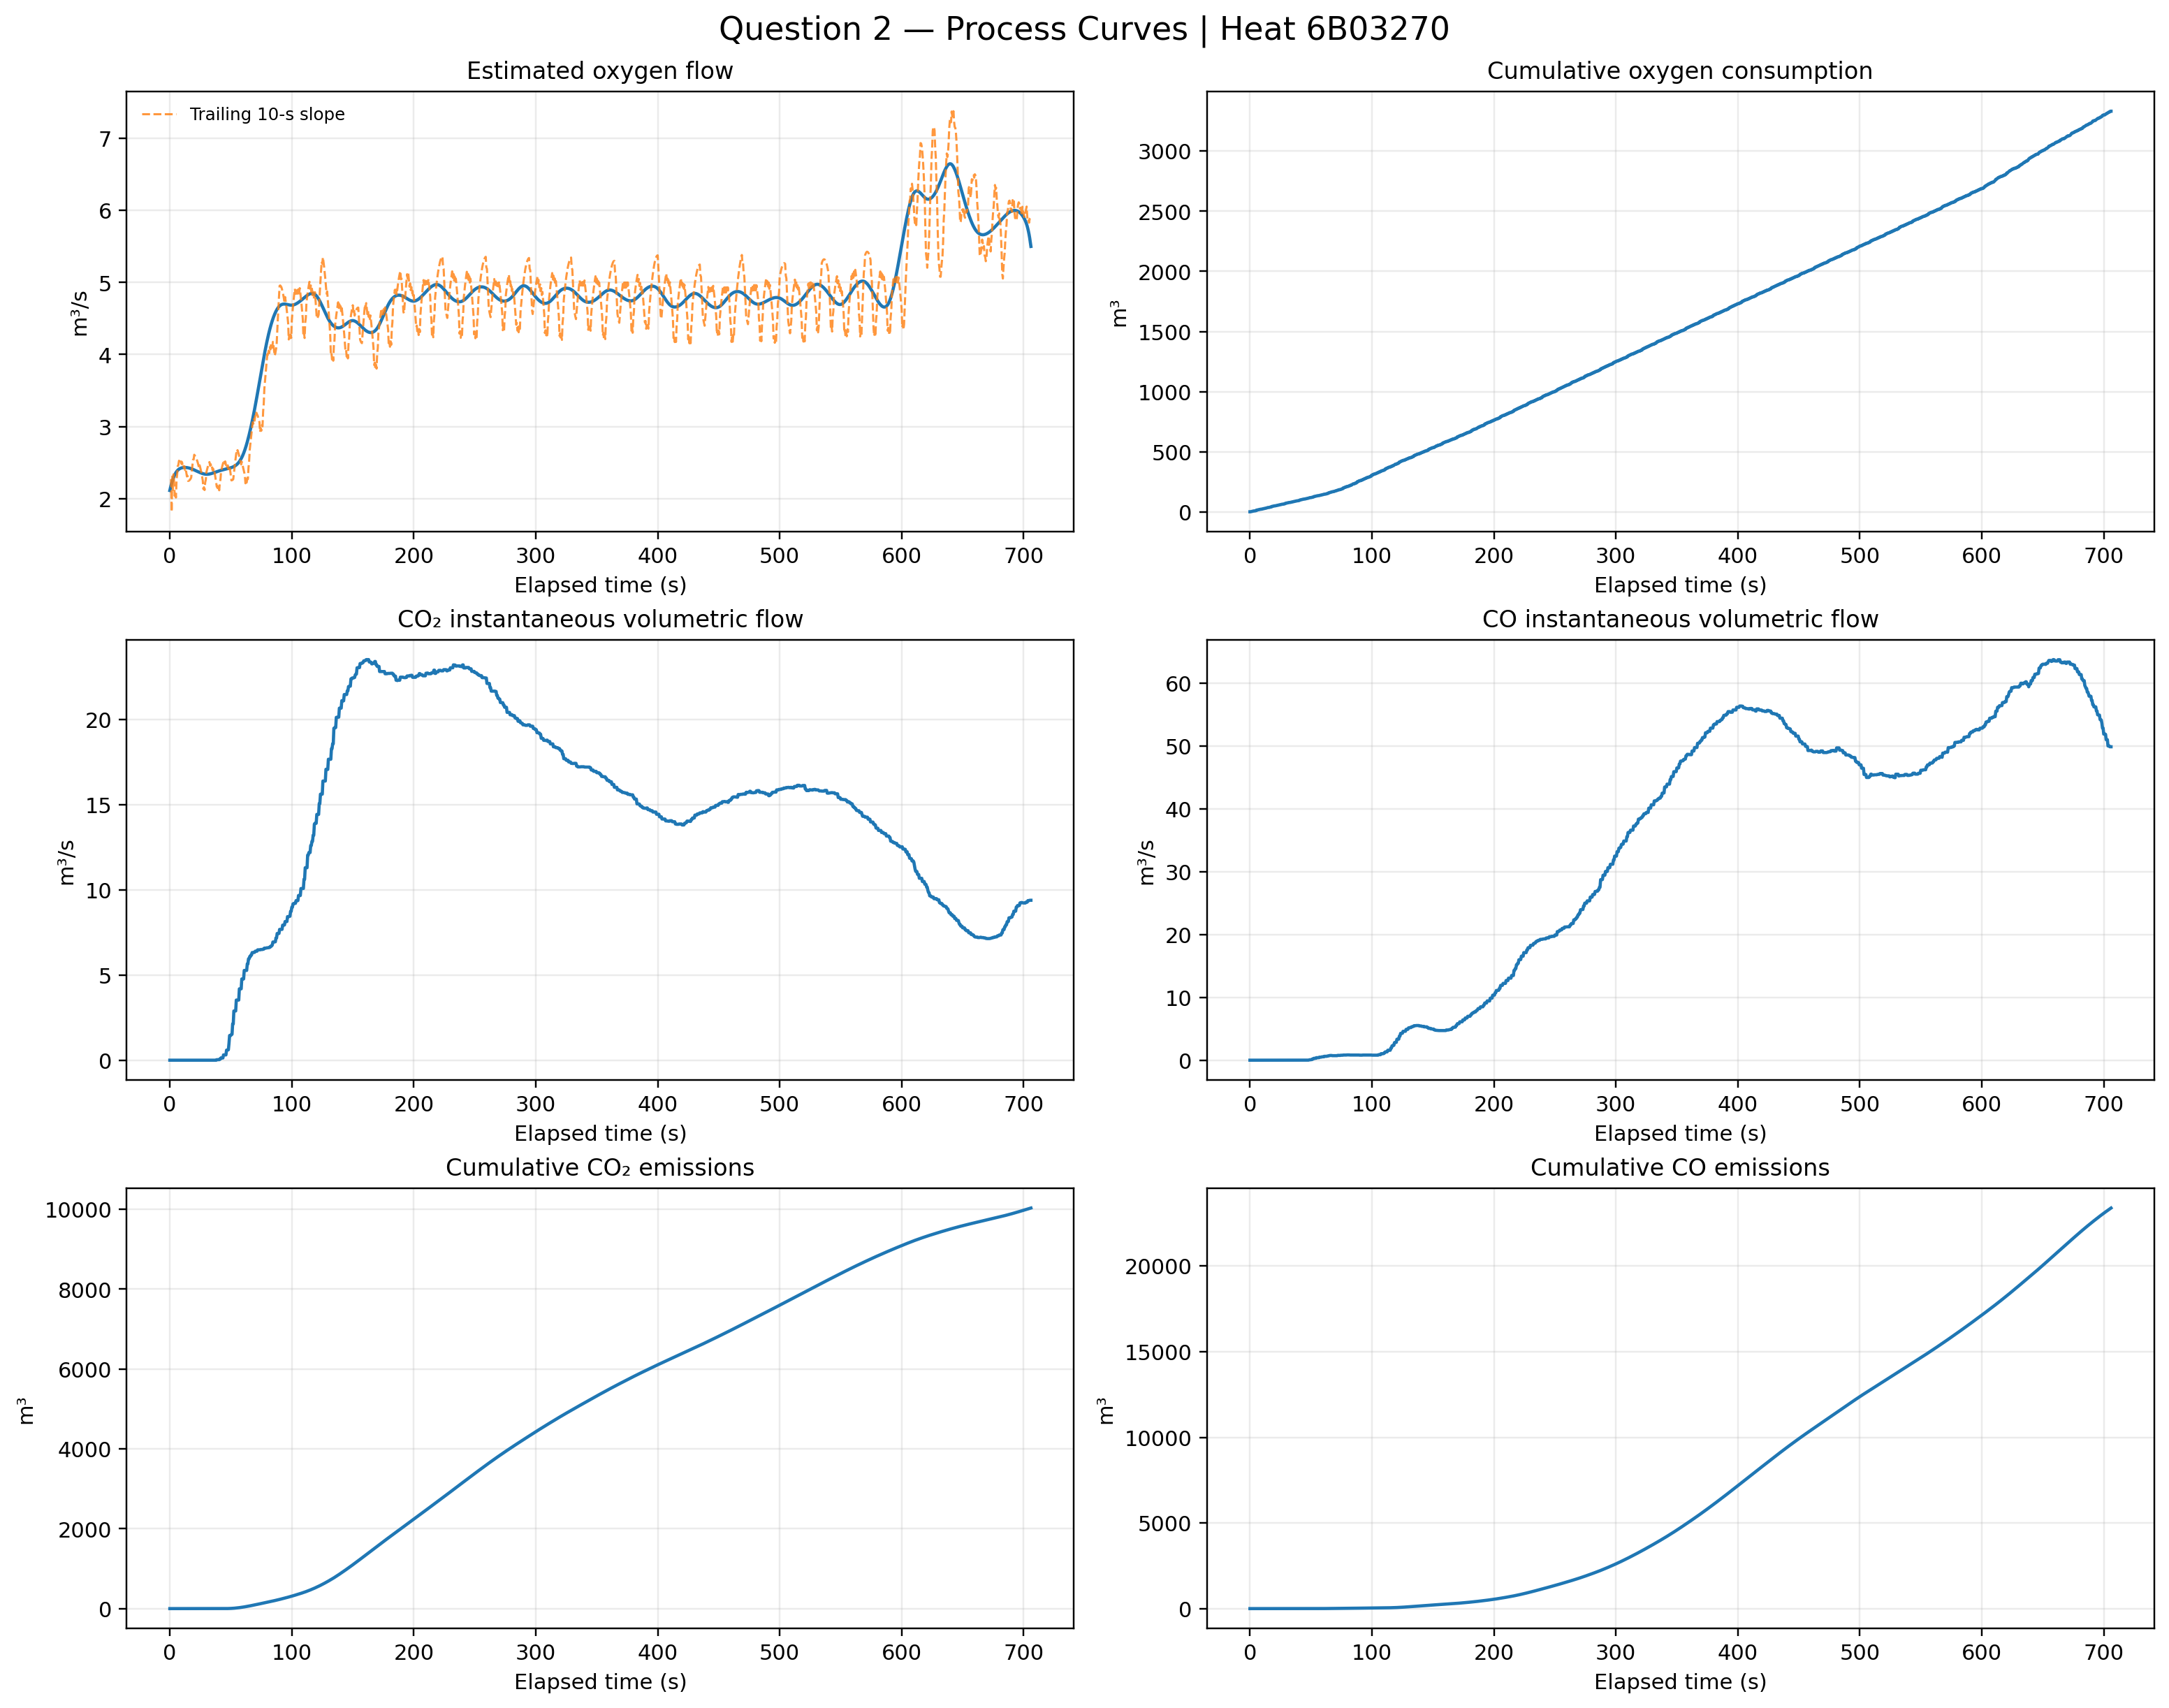 Question 2 — Process Curves | Heat 6B03270
Estimated oxygen flow
Trailing 10-s slope
m³/s
7
6
5
4
3
2
0 100 200 300 400 500 600 700
Elapsed time (s)
Cumulative oxygen consumption
m³
3000
2500
2000
1500
1000
500
0
0 100 200 300 400 500 600 700
Elapsed time (s)
CO₂ instantaneous volumetric flow
m³/s
20
15
10
5
0
0 100 200 300 400 500 600 700
Elapsed time (s)
CO instantaneous volumetric flow
m³/s
60
50
40
30
20
10
0
0 100 200 300 400 500 600 700
Elapsed time (s)
Cumulative CO₂ emissions
m³
10000
8000
6000
4000
2000
0
0 100 200 300 400 500 600 700
Elapsed time (s)
Cumulative CO emissions
m³
20000
15000
10000
5000
0
0 100 200 300 400 500 600 700
Elapsed time (s)